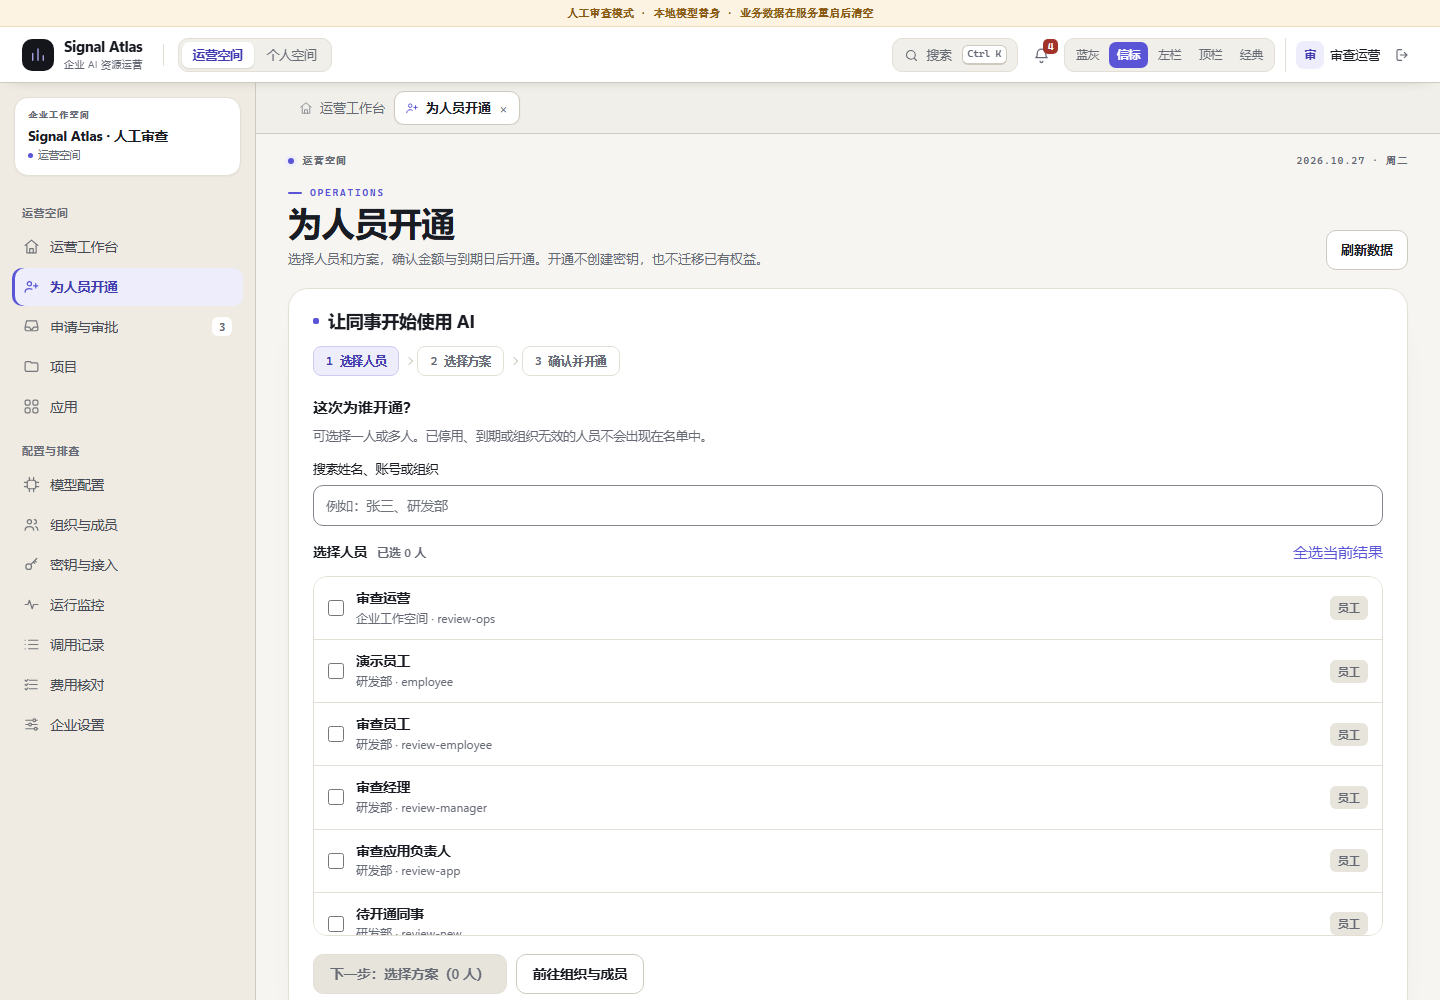 人工审查模式 · 本地模型替身 · 业务数据在服务重启后清空
Signal Atlas
企业 AI 资源运营
运营空间
个人空间
搜索
Ctrl K
4
蓝灰
信标
左栏
顶栏
经典
审
审查运营
企业工作空间
Signal Atlas · 人工审查
运营空间
运营空间
运营工作台
为人员开通
申请与审批
3
项目
应用
配置与排查
模型配置
组织与成员
密钥与接入
运行监控
调用记录
费用核对
企业设置
运营工作台
为人员开通 ×
运营空间
2026.10.27 · 周二
OPERATIONS
为人员开通
选择人员和方案，确认金额与到期日后开通。开通不创建密钥，也不迁移已有权益。
刷新数据
让同事开始使用 AI
1 选择人员
2 选择方案
3 确认并开通
这次为谁开通？
可选择一人或多人。已停用、到期或组织无效的人员不会出现在名单中。
搜索姓名、账号或组织
例如：张三、研发部
选择人员 已选 0 人
全选当前结果
审查运营
企业工作空间 · review-ops
员工
演示员工
研发部 · employee
员工
审查员工
研发部 · review-employee
员工
审查经理
研发部 · review-manager
员工
审查应用负责人
研发部 · review-app
员工
待开通同事
研发部 · review-new
员工
下一步：选择方案（0 人）
前往组织与成员